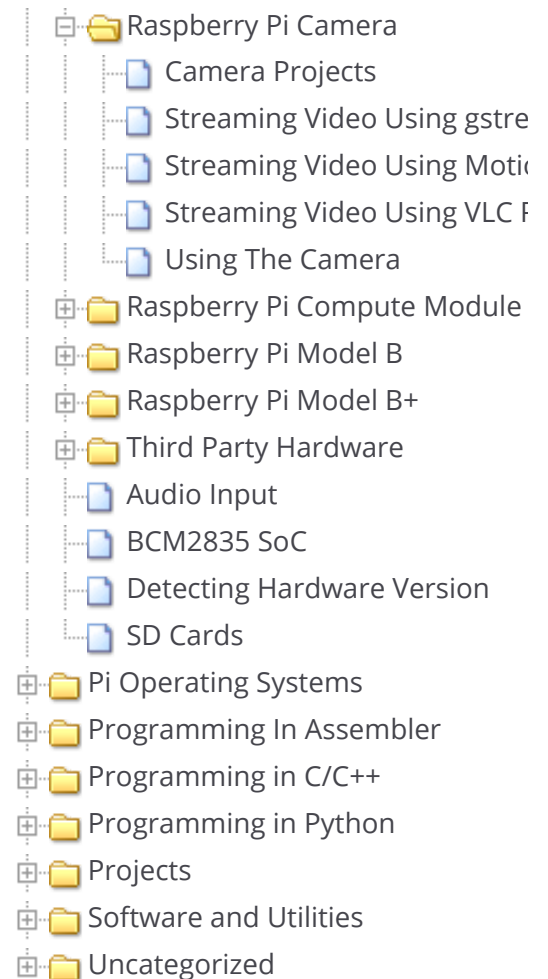 Raspberry Pi Camera
Camera Projects
Streaming Video Using
Streaming Video Using
Streaming Video Using VLC
Using The Camera
Raspberry Pi Compute Module
Raspberry Pi Model B
Raspberry Pi Model B+
Third Party Hardware
Audio Input
BCM2835 SoC
Detecting Hardware Version
SD Cards
Pi Operating Systems
Programming In Assembler
Programming in C/C++
Programming in Python
Projects
Software and Utilities
Uncategorized